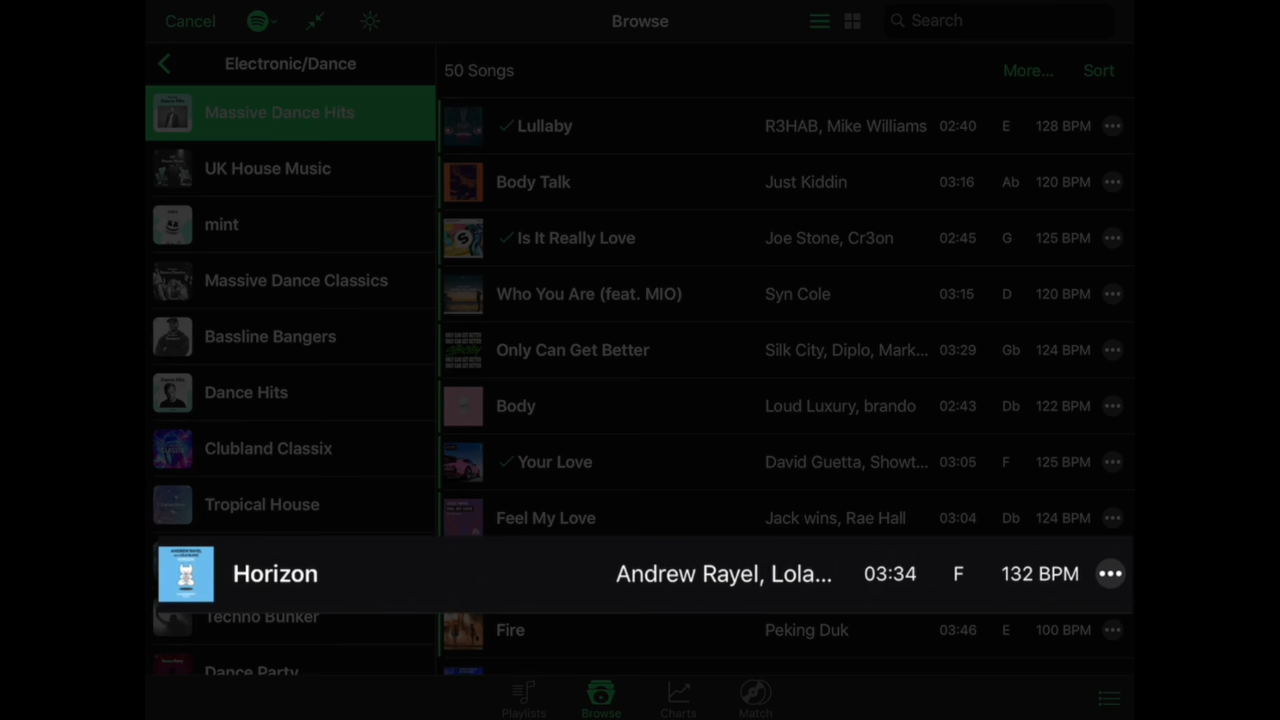 Cancel
Browse
Search
Electronic/Dance
50 Songs
More...
Sort
Massive Dance Hits
UK House Music
mint
Massive Dance Classics
Bassline Bangers
Dance Hits
Clubland Classix
Tropical House
Techno Bunker
Dance Party
Lullaby R3HAB, Mike Williams 02:40 E 128 BPM
Body Talk Just Kiddin 03:16 Ab 120 BPM
Is It Really Love Joe Stone, Cr3on 02:45 G 125 BPM
Who You Are (feat. MIO) Syn Cole 03:15 D 120 BPM
Only Can Get Better Silk City, Diplo, Mark... 03:29 Gb 124 BPM
Body Loud Luxury, brando 02:43 Db 122 BPM
Your Love David Guetta, Showt... 03:05 F 125 BPM
Feel My Love Jack wins, Rae Hall 03:04 Db 124 BPM
Horizon Andrew Rayel, Lola... 03:34 F 132 BPM
Fire Peking Duk 03:46 E 100 BPM
Playlists
Browse
Charts
Match